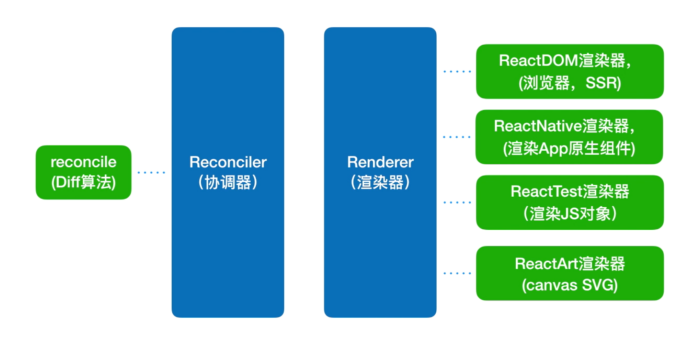 reconcile
(Diff算法)
Reconciler
（协调器）
Renderer
（渲染器）
ReactDOM渲染器，
(浏览器，SSR)
ReactNative渲染器，
(渲染App原生组件)
ReactTest渲染器
（渲染JS对象）
ReactArt渲染器
(canvas SVG)